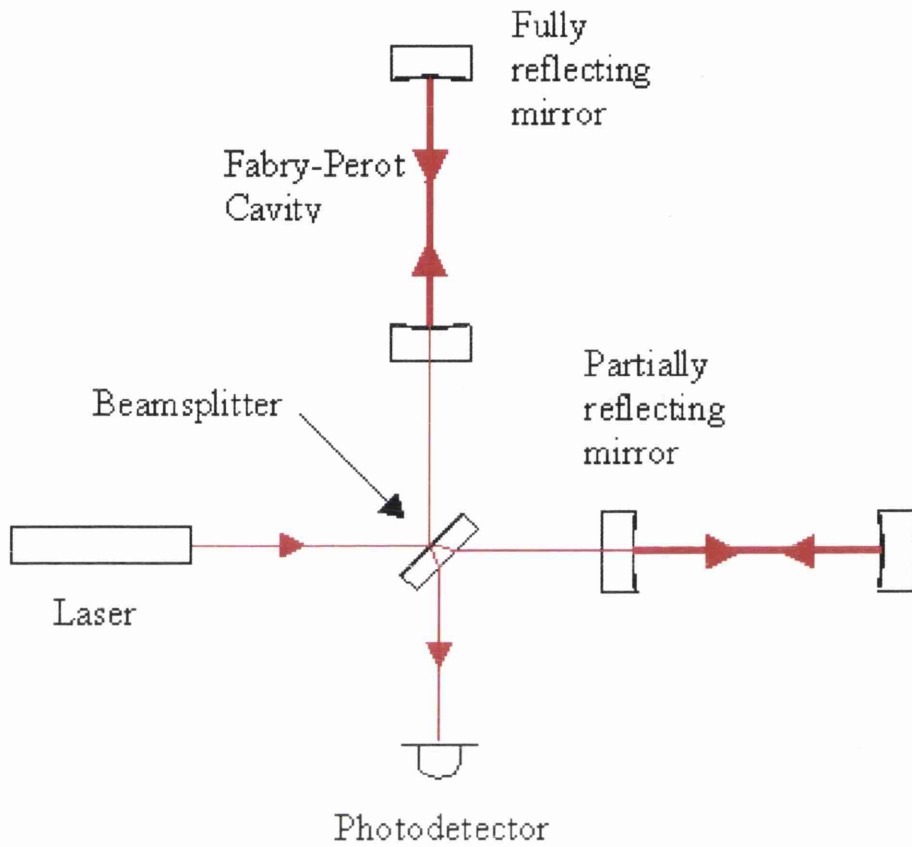 Fully
reflecting
mirror
Fabry-Perot
Cavity
Partially
reflecting
mirror
Beamsplitter
Laser
Photodetector